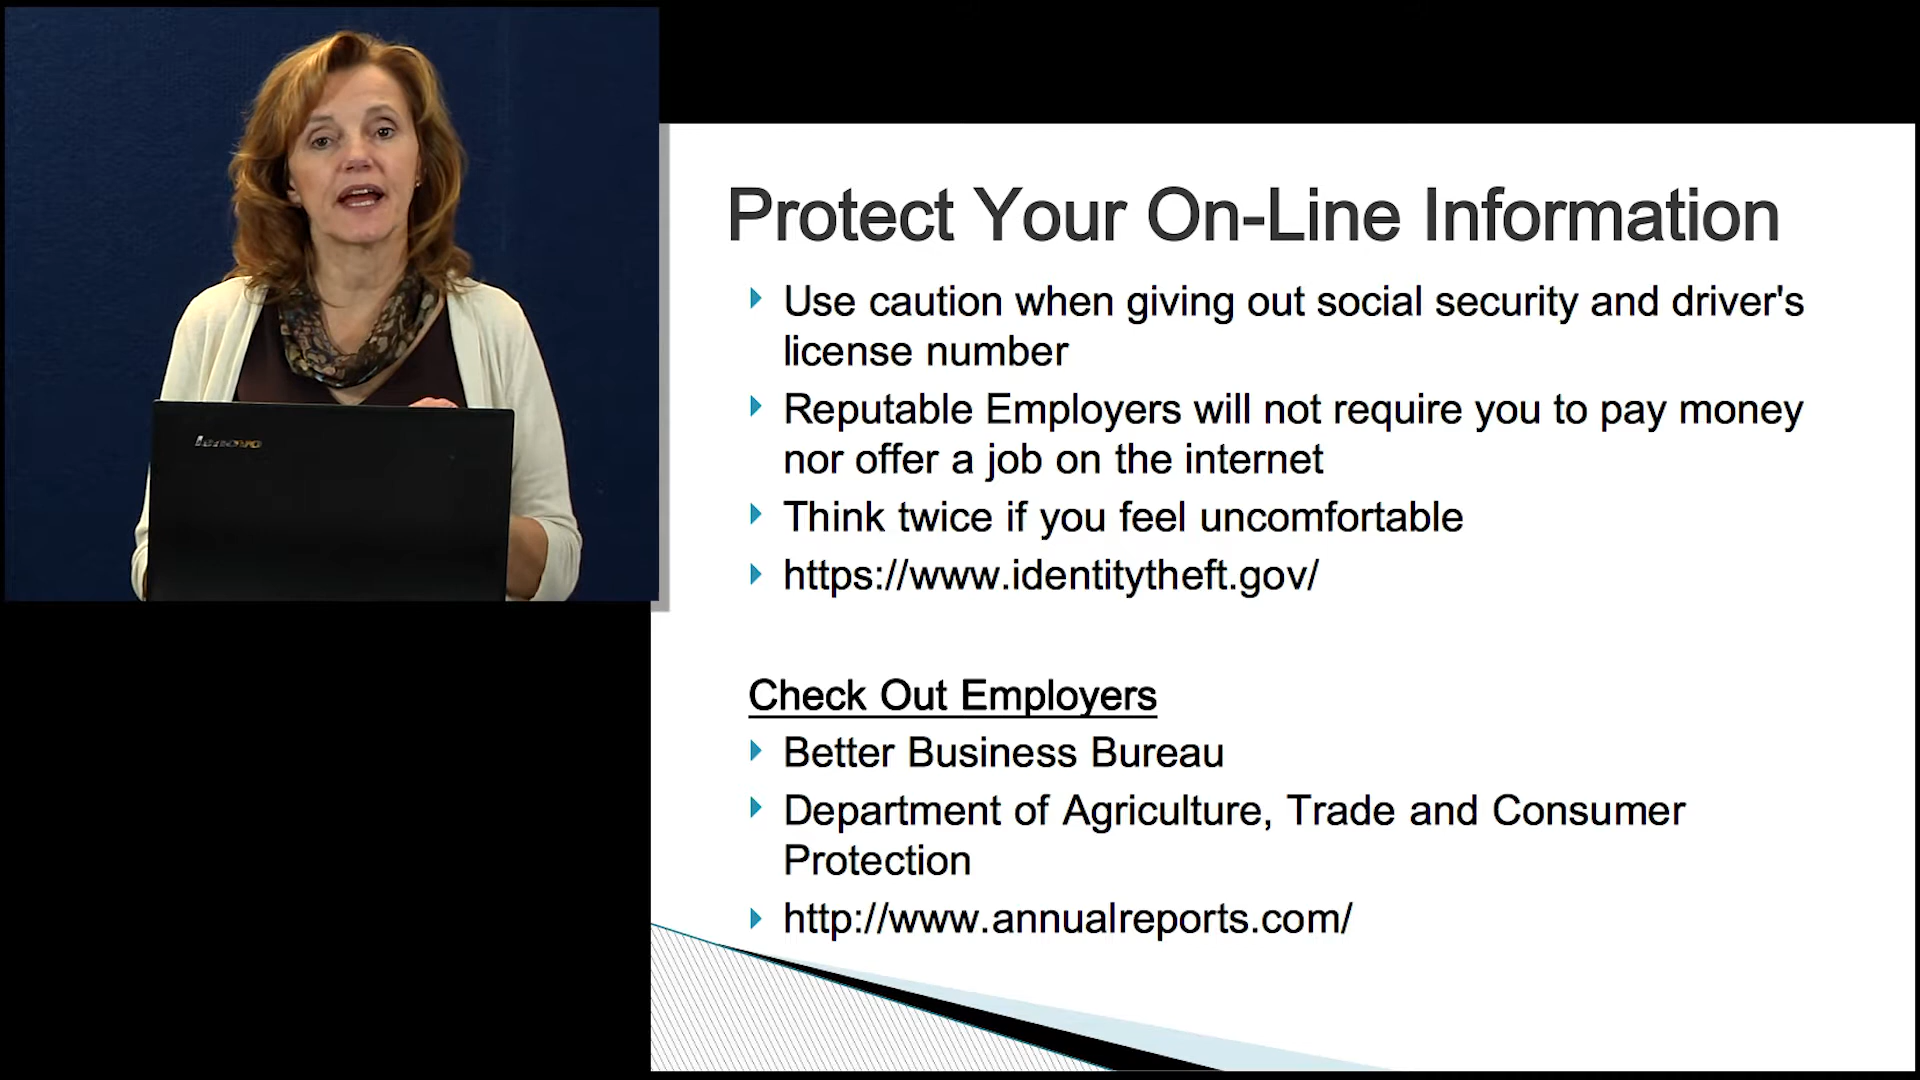 lenovo
Protect Your On-Line Information
Use caution when giving out social security and driver's
license number
Reputable Employers will not require you to pay money
nor offer a job on the internet
Think twice if you feel uncomfortable
https://www.identitytheft.gov/
Check Out Employers
Better Business Bureau
Department of Agriculture, Trade and Consumer
Protection
http://www.annualreports.com/